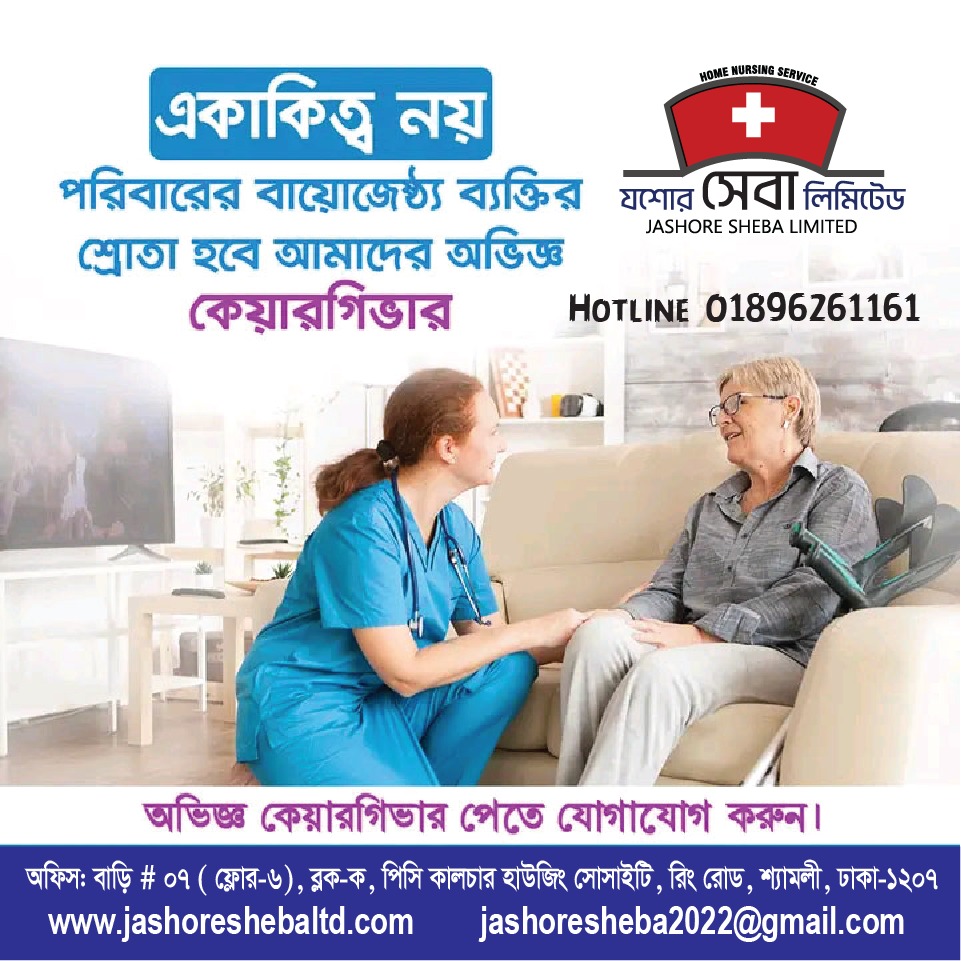 একাকিত্ব নয়
পরিবারের বায়োজেষ্ঠ্য ব্যক্তির
শ্রোতা হবে আমাদের অভিজ্ঞ
কেয়ারগিভার
HOME NURSING SERVICE
যশোর সেবা লিমিটেড
JASHORE SHEBA LIMITED
HOTLINE 01896261161
অভিজ্ঞ কেয়ারগিভার পেতে যোগাযোগ করুন।
অফিস: বাড়ি # ০৭ ( ফ্লোর-৬), ব্লক-ক, পিসি কালচার হাউজিং সোসাইটি, রিং রোড, শ্যামলী, ঢাকা-১২০৭
www.jashoreshebaltd.com jashoresheba2022@gmail.com